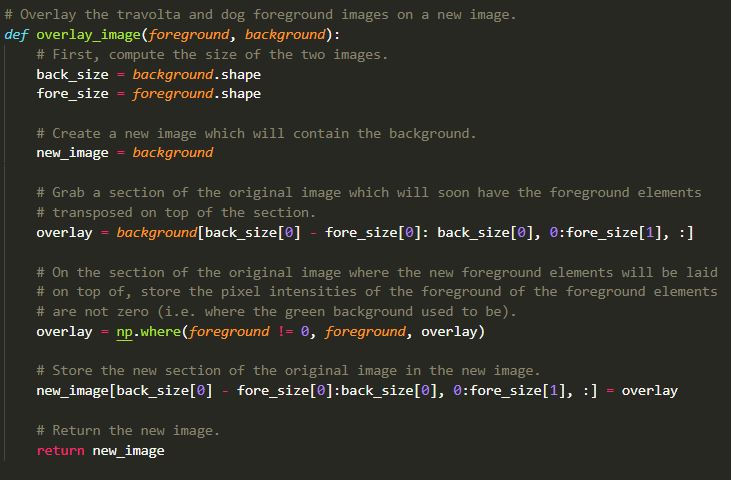 # Overlay the travolta and dog foreground images on a new image.
def overlay_image(foreground, background):
    # First, compute the size of the two images.
    back_size = background.shape
    fore_size = foreground.shape

    # Create a new image which will contain the background.
    new_image = background

    # Grab a section of the original image which will soon have the foreground elements
    # transposed on top of the section.
    overlay = background[back_size[0] - fore_size[0]: back_size[0], 0:fore_size[1], :]

    # On the section of the original image where the new foreground elements will be laid
    # on top of, store the pixel intensities of the foreground of the foreground elements
    # are not zero (i.e. where the green background used to be).
    overlay = np.where(foreground != 0, foreground, overlay)

    # Store the new section of the original image in the new image.
    new_image[back_size[0] - fore_size[0]:back_size[0], 0:fore_size[1], :] = overlay

    # Return the new image.
    return new_image